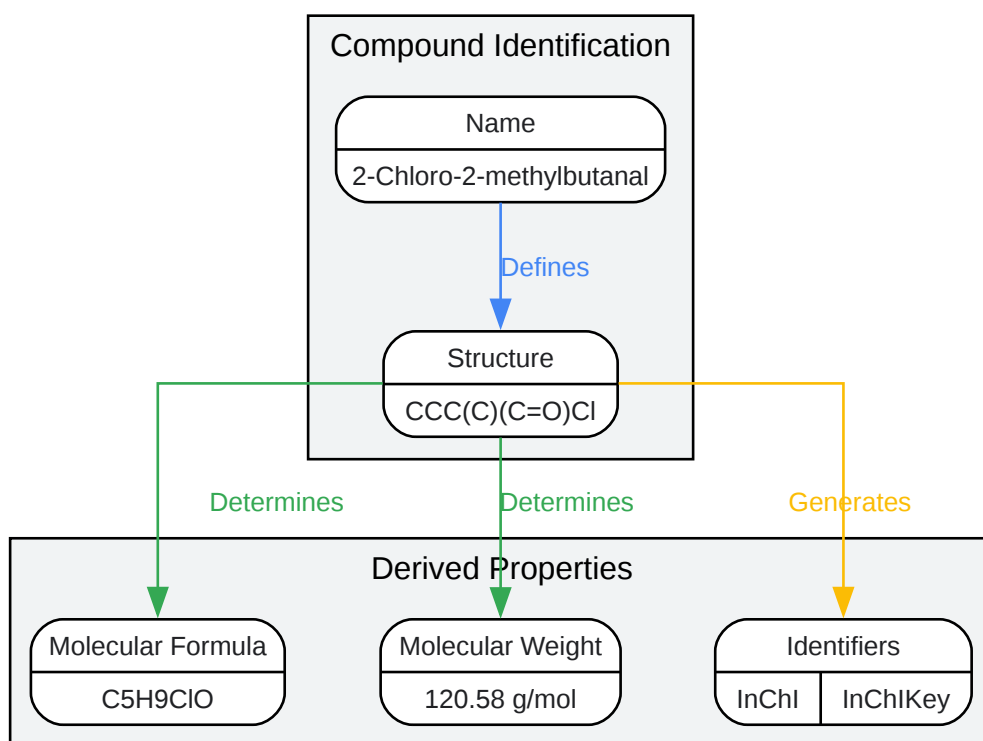 Compound Identification
Name
2-Chloro-2-methylbutanal
Defines
Structure
CCC(C)(C=O)Cl
Determines
Determines
Generates
Derived Properties
Molecular Formula
C5H9ClO
Molecular Weight
120.58 g/mol
Identifiers
InChI
InChIKey